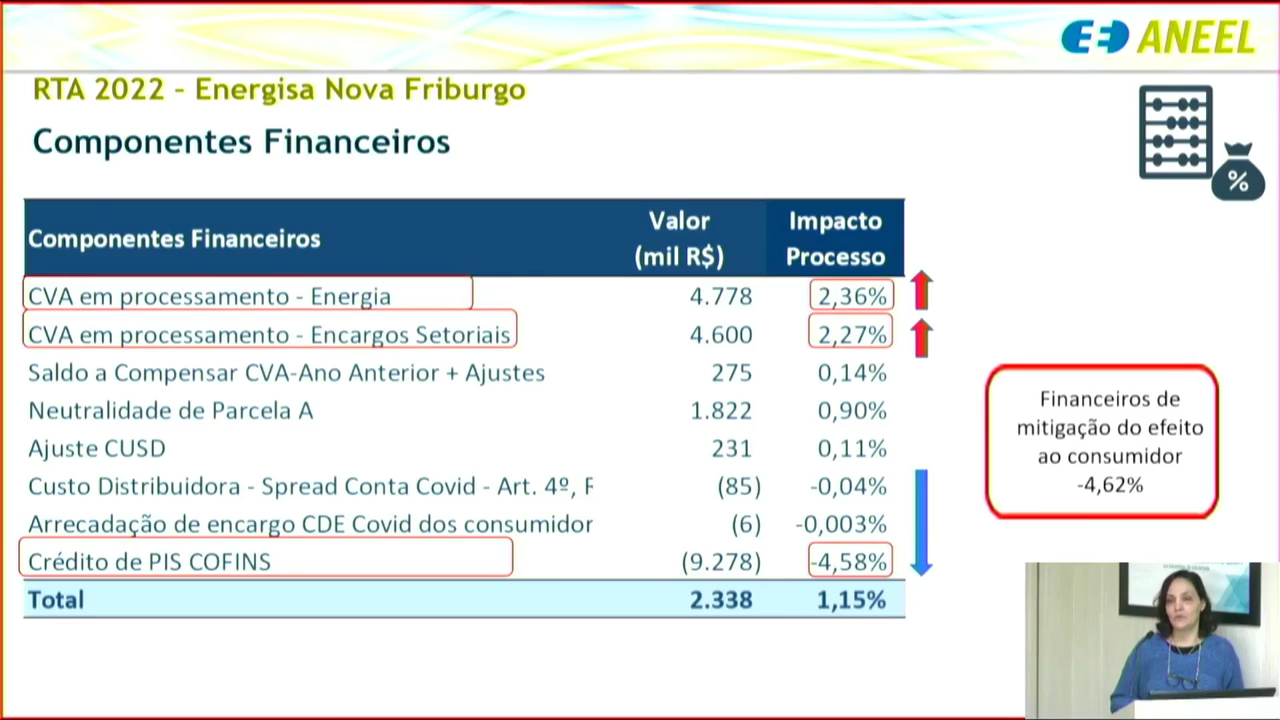 ANEEL
RTA 2022 – Energisa Nova Friburgo
Componentes Financeiros
%
Componentes Financeiros Valor (mil R$) Impacto Processo
CVA em processamento - Energia 4.778 2,36%
CVA em processamento - Encargos Setoriais 4.600 2,27%
Saldo a Compensar CVA-Ano Anterior + Ajustes 275 0,14%
Neutralidade de Parcela A 1.822 0,90%
Ajuste CUSD 231 0,11%
Custo Distribuidora - Spread Conta Covid - Art. 4º, F (85) -0,04%
Arrecadação de encargo CDE Covid dos consumidor (6) -0,003%
Crédito de PIS COFINS (9.278) -4,58%
Total 2.338 1,15%
Financeiros de
mitigação do efeito
ao consumidor
-4,62%